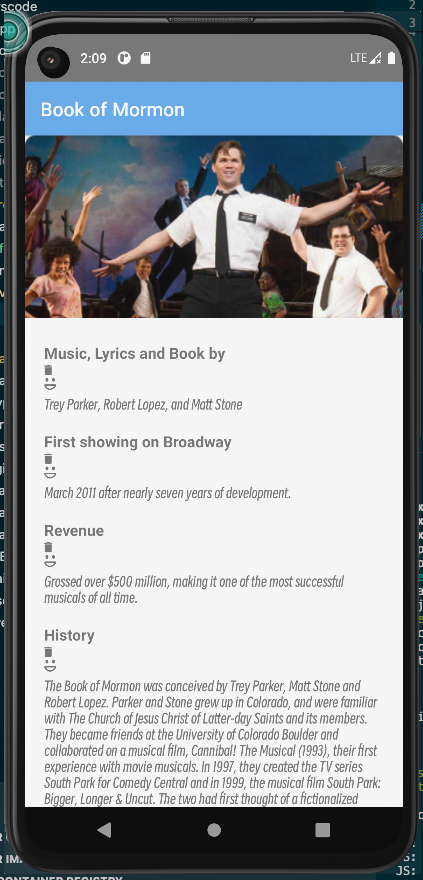 vscode
2
3
2:09
LTE
Book of Mormon
Music, Lyrics and Book by
Trey Parker, Robert Lopez, and Matt Stone
First showing on Broadway
March 2011 after nearly seven years of development.
Revenue
Grossed over $500 million, making it one of the most successful
musicals of all time.
History
The Book of Mormon was conceived by Trey Parker, Matt Stone and
Robert Lopez. Parker and Stone grew up in Colorado, and were familiar
with The Church of Jesus Christ of Latter-day Saints and its members.
They became friends at the University of Colorado Boulder and
collaborated on a musical film, Cannibal! The Musical (1993), their first
experience with movie musicals. In 1997, they created the TV series
South Park for Comedy Central and in 1999, the musical film South Park:
Bigger, Longer & Uncut. The two had first thought of a fictionalized
JS:
CONTAINER REGISTRY